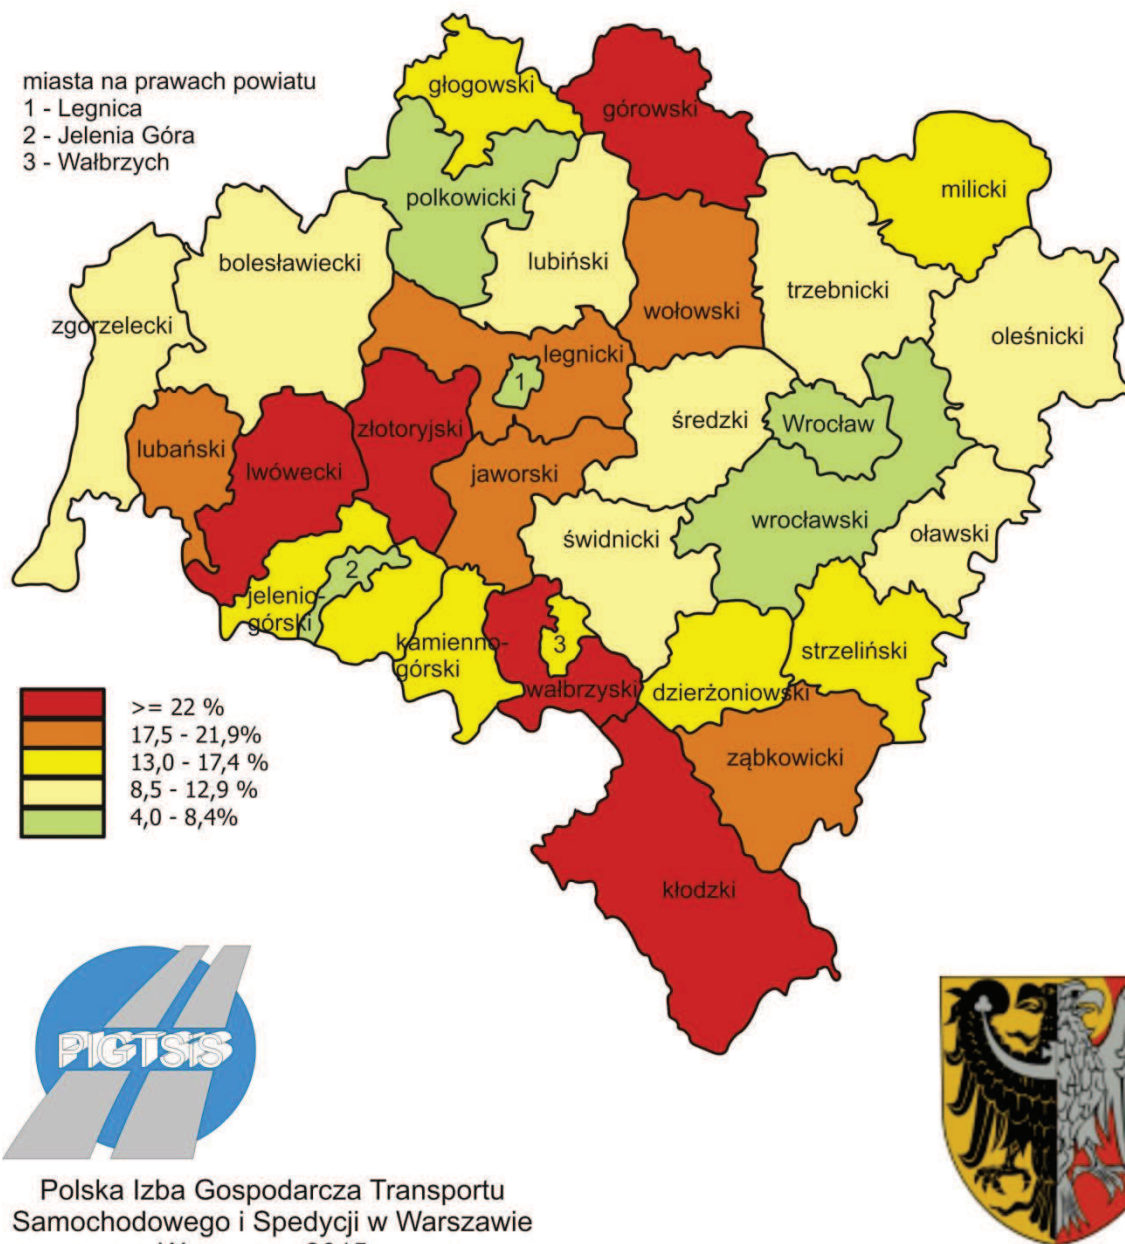 miasta na prawach powiatu
1 - Legnica
2 - Jelenia Góra
3 - Wałbrzych
głogowski
górowski
milicki
polkowicki
lubiński
bolesławiecki
trzebnicki
wołowski
zgorzelecki
oleśnicki
legnicki
1
średzki
Wrocław
złotoryjski
lubański
lwówecki
jaworski
wrocławski
oławski
świdnicki
2
jelenio-
górski
kamienno-
górski
3
strzeliński
wałbrzyski
dzierżoniowski
ząbkowicki
kłodzki
>= 22 %
17,5 - 21,9%
13,0 - 17,4 %
8,5 - 12,9 %
4,0 - 8,4%
PIGTSiS
Polska Izba Gospodarcza Transportu
Samochodowego i Spedycji w Warszawie